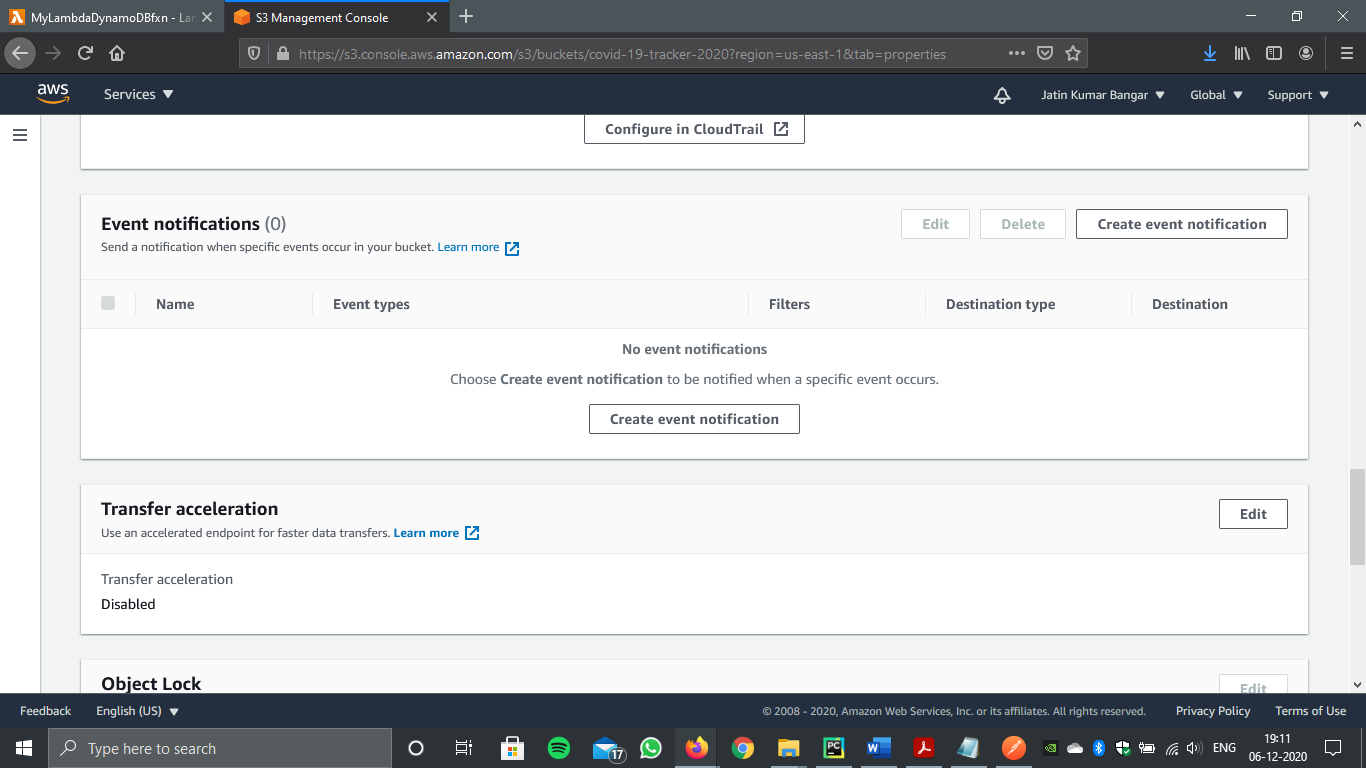 MyLambdaDynamoDBfxn - La
S3 Management Console
https://s3.console.aws.amazon.com/s3/buckets/covid-19-tracker-2020?region=us-east-1&tab=properties
aws
Services
Jatin Kumar Bangar
Global
Support
Configure in CloudTrail
Event notifications (0)
Edit
Delete
Create event notification
Send a notification when specific events occur in your bucket. Learn more
Name
Event types
Filters
Destination type
Destination
No event notifications
Choose Create event notification to be notified when a specific event occurs.
Create event notification
Transfer acceleration
Edit
Use an accelerated endpoint for faster data transfers. Learn more
Transfer acceleration
Disabled
Object Lock
Edit
Feedback
English (US)
© 2008 - 2020, Amazon Web Services, Inc. or its affiliates. All rights reserved.
Privacy Policy
Terms of Use
Type here to search
17
PC
W
ENG
19:11
06-12-2020